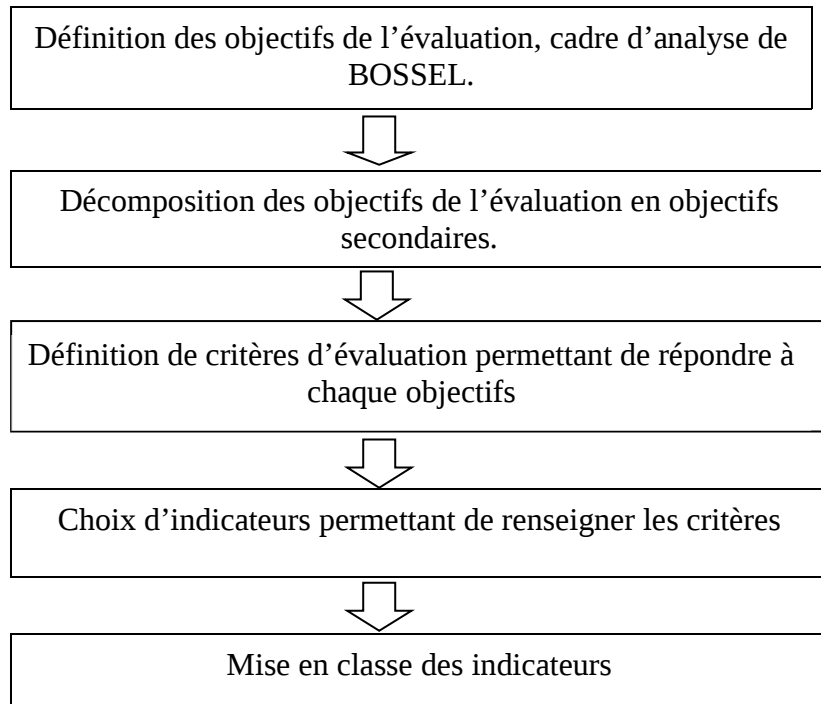 Définition des objectifs de l’évaluation, cadre d’analyse de
BOSSEL.
Décomposition des objectifs de l’évaluation en objectifs
secondaires.
Définition de critères d’évaluation permettant de répondre à
chaque objectifs
Choix d’indicateurs permettant de renseigner les critères
Mise en classe des indicateurs